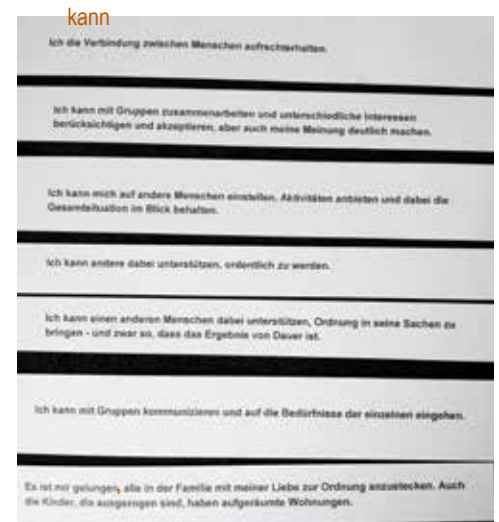 kann
Ich die Verbindung zwischen Menschen aufrechterhalten.
Ich kann mit Gruppen zusammenarbeiten und unterschiedliche Interessen
berücksichtigen und akzeptieren, aber auch meine Meinung deutlich machen.
Ich kann mich auf andere Menschen einstellen. Aktivitäten anbieten und dabei die
Gesamtsituation im Blick behalten.
Ich kann andere dabei unterstützen, ordentlich zu werden.
Ich kann einen anderen Menschen dabei unterstützen, Ordnung in seine Sachen zu
bringen - und zwar so, dass das Ergebnis von Dauer ist.
Ich kann mit Gruppen kommunizieren und auf die Bedürfnisse der einzelnen eingehen.
Es ist mir gelungen, alle in der Familie mit meiner Liebe zur Ordnung anzustecken. Auch
die Kinder, die ausgezogen sind, haben aufgeräumte Wohnungen.